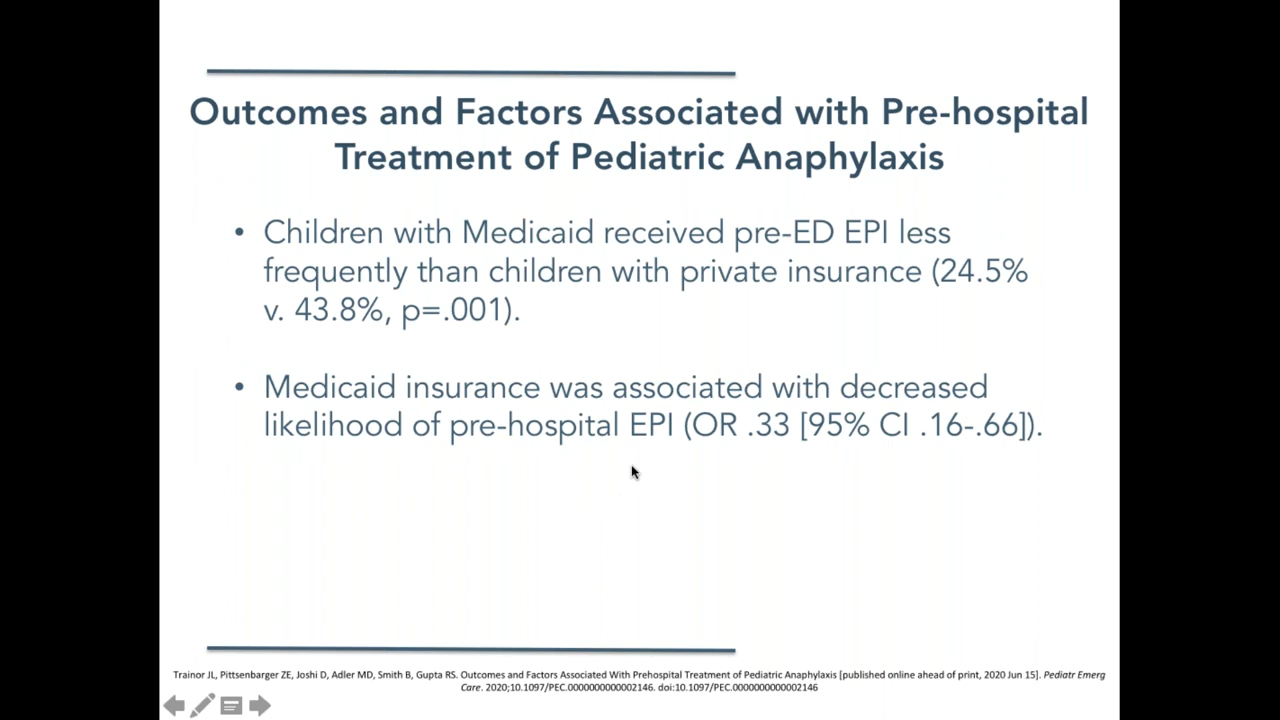 Outcomes and Factors Associated with Pre-hospital
Treatment of Pediatric Anaphylaxis
• Children with Medicaid received pre-ED EPI less
frequently than children with private insurance (24.5%
v. 43.8%, p=.001).
• Medicaid insurance was associated with decreased
likelihood of pre-hospital EPI (OR .33 [95% CI .16-.66]).
Trainor JL, Pittsenbarger ZE, Joshi D, Adler MD, Smith B, Gupta RS. Outcomes and Factors Associated With Prehospital Treatment of Pediatric Anaphylaxis [published online ahead of print, 2020 Jun 15]. Pediatr Emerg
Care. 2020;10.1097/PEC.0000000000002146. doi:10.1097/PEC.0000000000002146